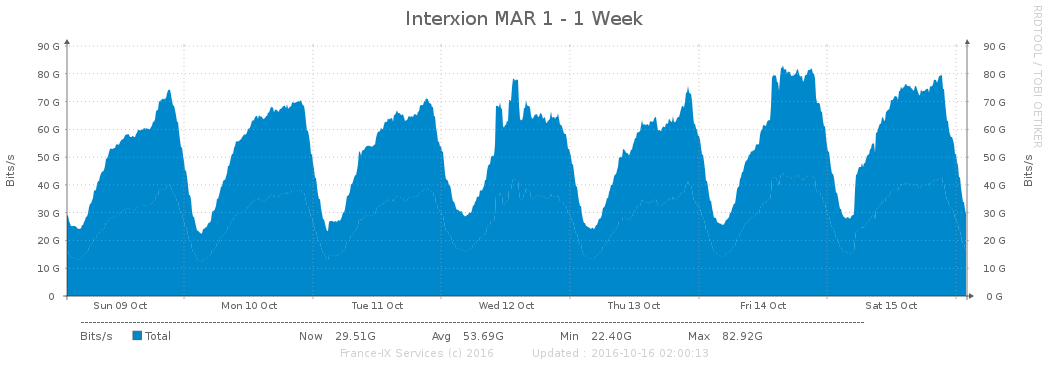 Interxion MAR 1 - 1 Week
RRDTOOL / TOBI OETIKER
90 G 90 G
80 G 80 G
70 G 70 G
60 G 60 G
50 G 50 G
40 G 40 G
30 G 30 G
20 G 20 G
10 G 10 G
0 0 G
Bits/s
Bits/s
Sun 09 Oct Mon 10 Oct Tue 11 Oct Wed 12 Oct Thu 13 Oct Fri 14 Oct Sat 15 Oct
Bits/s Total Now 29.51G Avg 53.69G Min 22.40G Max 82.92G
France-IX Services (c) 2016 Updated : 2016-10-16 02:00:13